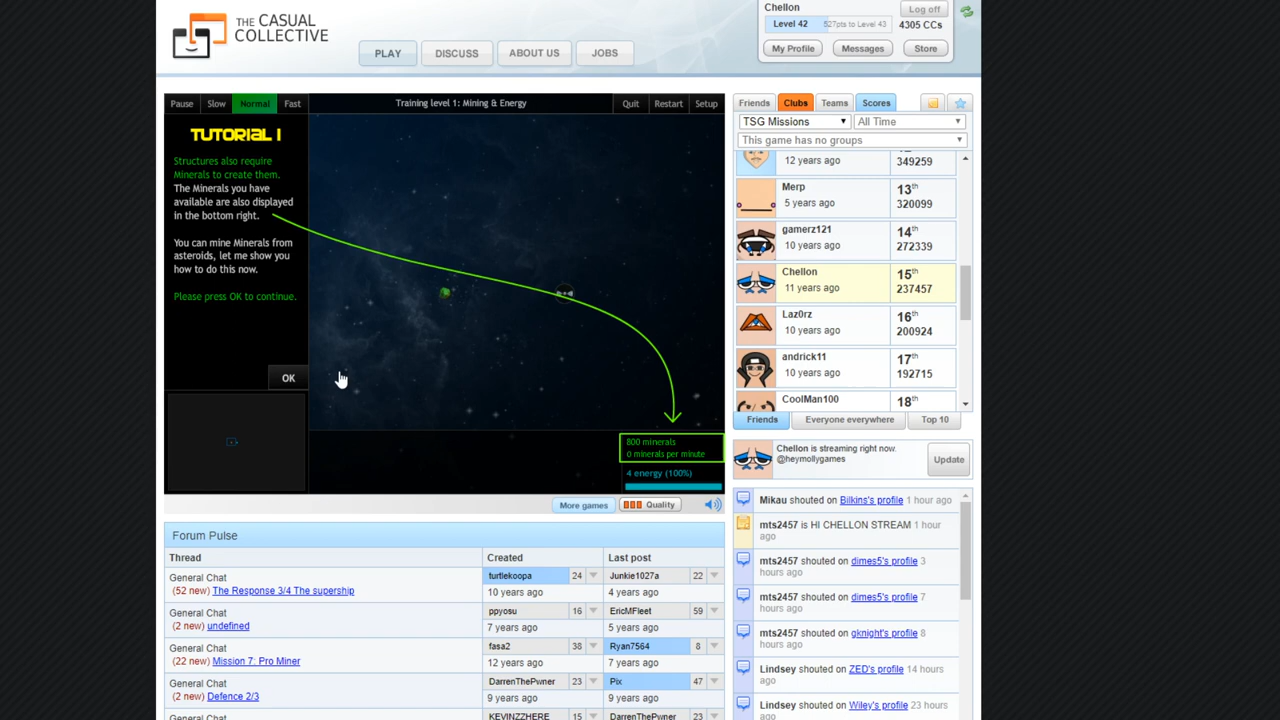 THE CASUAL
COLLECTIVE
PLAY
DISCUSS
ABOUT US
JOBS
Chellon
Log off
Level 42
527pts to Level 43
4305 CCs
My Profile
Messages
Store
Pause
Slow
Normal
Fast
Training level 1: Mining & Energy
Quit
Restart
Setup
TUTORIAL 1
Structures also require
Minerals to create them.
The Minerals you have
available are also displayed
in the bottom right.
You can mine Minerals from
asteroids, let me show you
how to do this now.
Please press OK to continue.
OK
800 minerals
0 minerals per minute
4 energy (100%)
More games
Quality
Friends
Clubs
Teams
Scores
TSG Missions
All Time
This game has no groups
12 years ago
349259
Merp
13th
5 years ago
320099
gamerz121
14th
10 years ago
272339
Chellon
15th
11 years ago
237457
Laz0rz
16th
10 years ago
200924
andrick11
17th
10 years ago
192715
CoolMan100
18th
Friends
Everyone everywhere
Top 10
Chellon is streaming right now.
@heymollygames
Update
Mikau shouted on Bilkins's profile 1 hour ago
mts2457 is HI CHELLON STREAM 1 hour
ago
mts2457 shouted on dimes5's profile 3
hours ago
mts2457 shouted on dimes5's profile 7
hours ago
mts2457 shouted on gknight's profile 8
hours ago
Lindsey shouted on ZED's profile 14 hours
ago
Lindsey shouted on Wiley's profile 23 hours
ago
Forum Pulse
Thread
Created
Last post
General Chat
(52 new) The Response 3/4 The supership
turtlekoopa 24
10 years ago
Junkie1027a 22
4 years ago
General Chat
(2 new) undefined
ppyosu 16
7 years ago
EricMFleet 59
5 years ago
General Chat
(22 new) Mission 7: Pro Miner
fasa2 38
12 years ago
Ryan7564 8
7 years ago
General Chat
(2 new) Defence 2/3
DarrenThePwner 23
9 years ago
Pix 47
9 years ago
General Chat
KEVINZZHERE 15
DarrenThePwner 23